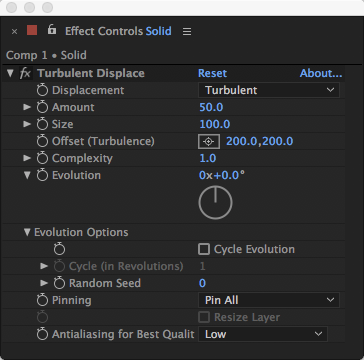 × Effect Controls Solid
Comp 1 • Solid
fx Turbulent Displace Reset About...
Displacement Turbulent
Amount 50.0
Size 100.0
Offset (Turbulence) 200.0,200.0
Complexity 1.0
Evolution 0x+0.0°
Evolution Options
Cycle Evolution
Cycle (in Revolutions) 1
Random Seed 0
Pinning Pin All
Resize Layer
Antialiasing for Best Qualit Low